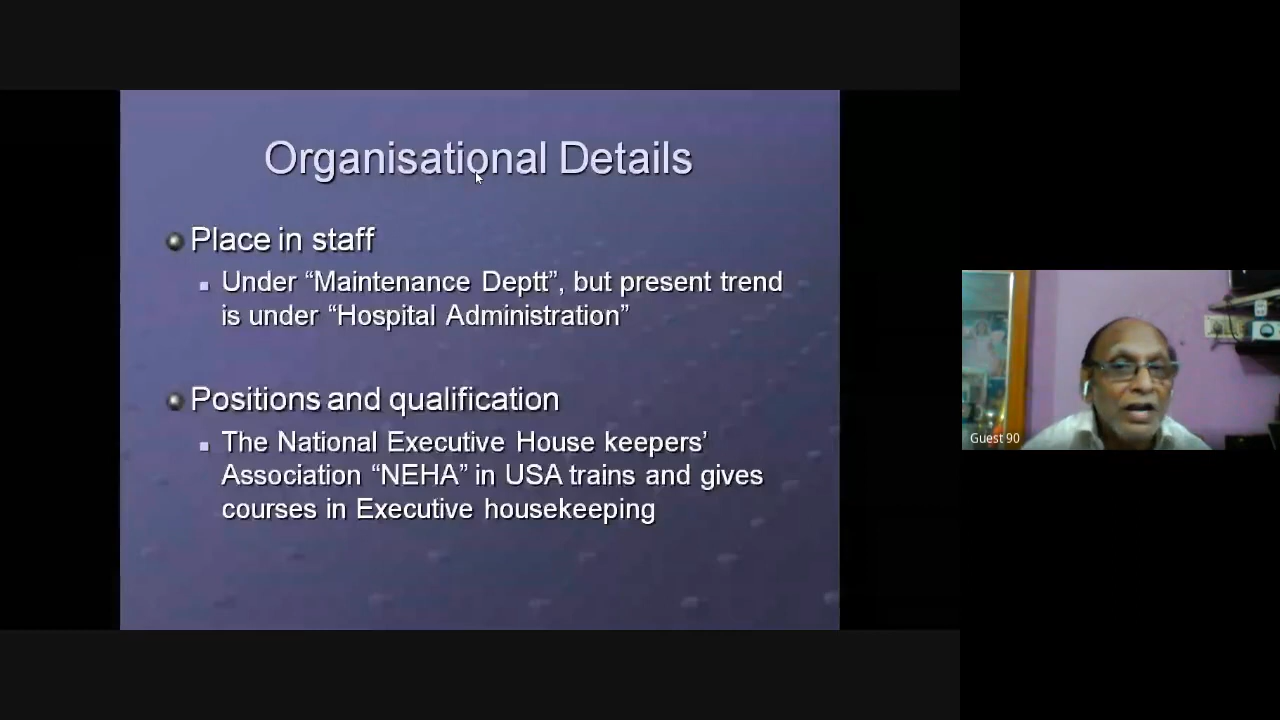 Organisational Details
Place in staff
Under “Maintenance Deptt”, but present trend
is under “Hospital Administration”
Positions and qualification
The National Executive House keepers’
Association “NEHA” in USA trains and gives
courses in Executive housekeeping
Guest 90